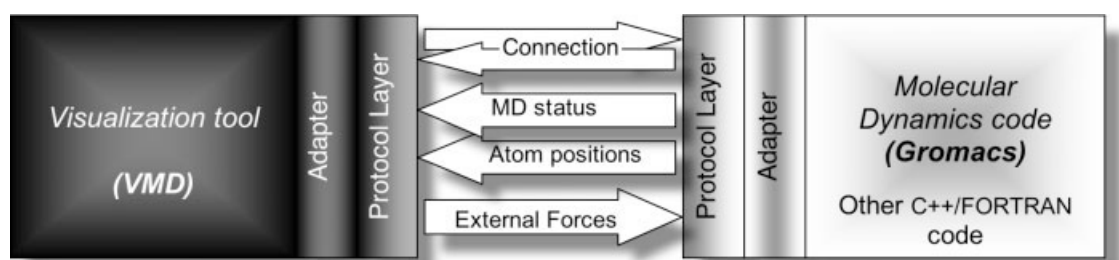 Visualization tool
(VMD)
Adapter
Protocol Layer
Connection
MD status
Atom positions
External Forces
Protocol Layer
Adapter
Molecular
Dynamics code
(Gromacs)
Other C++/FORTRAN
code